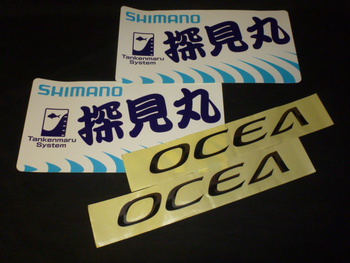 SHIMANO
探見丸
Tankenmaru
System
SHIMANO
探見丸
Tankenmaru
System
OCEA
OCEA